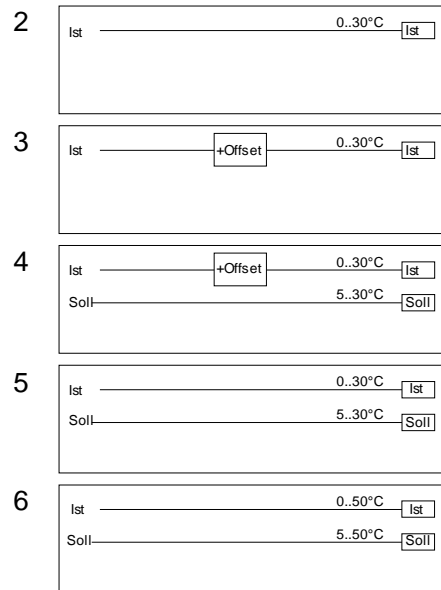 2
Ist 0..30°C Ist
3
Ist +Offset 0..30°C Ist
4
Ist +Offset 0..30°C Ist
Soll 5..30°C Soll
5
Ist 0..30°C Ist
Soll 5..30°C Soll
6
Ist 0..50°C Ist
Soll 5..50°C Soll